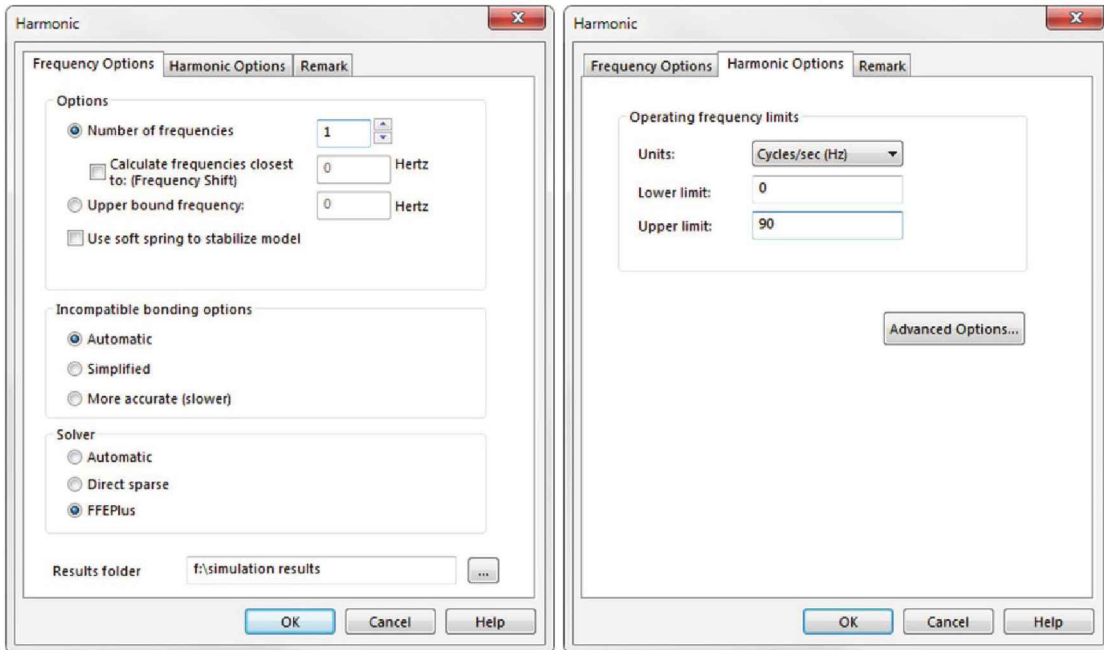 Harmonic
Frequency Options Harmonic Options Remark
Options
Number of frequencies 1
Calculate frequencies closest
to: (Frequency Shift) 0 Hertz
Upper bound frequency: 0 Hertz
Use soft spring to stabilize model
Incompatible bonding options
Automatic
Simplified
More accurate (slower)
Solver
Automatic
Direct sparse
FFEPlus
Results folder f:\simulation results ...
OK Cancel Help
Harmonic
Frequency Options Harmonic Options Remark
Operating frequency limits
Units: Cycles/sec (Hz)
Lower limit: 0
Upper limit: 90
Advanced Options...
OK Cancel Help